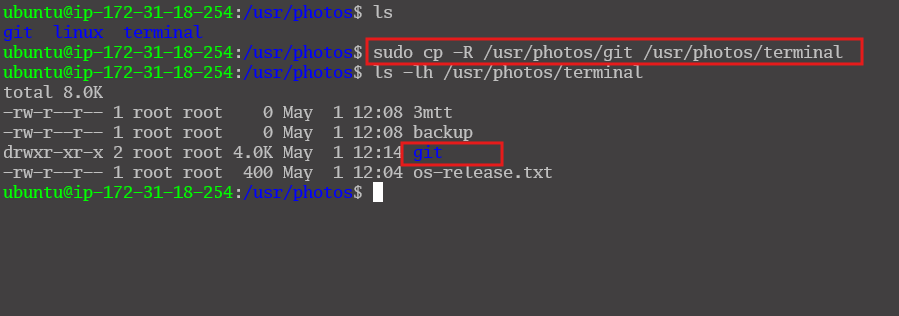 ubuntu@ip-172-31-18-254:/usr/photos$ ls
git  linux  terminal
ubuntu@ip-172-31-18-254:/usr/photos$ sudo cp -R /usr/photos/git /usr/photos/terminal
ubuntu@ip-172-31-18-254:/usr/photos$ ls -lh /usr/photos/terminal
total 8.0K
-rw-r--r-- 1 root root    0 May  1 12:08 3mtt
-rw-r--r-- 1 root root    0 May  1 12:08 backup
drwxr-xr-x 2 root root 4.0K May  1 12:14 git
-rw-r--r-- 1 root root  400 May  1 12:04 os-release.txt
ubuntu@ip-172-31-18-254:/usr/photos$